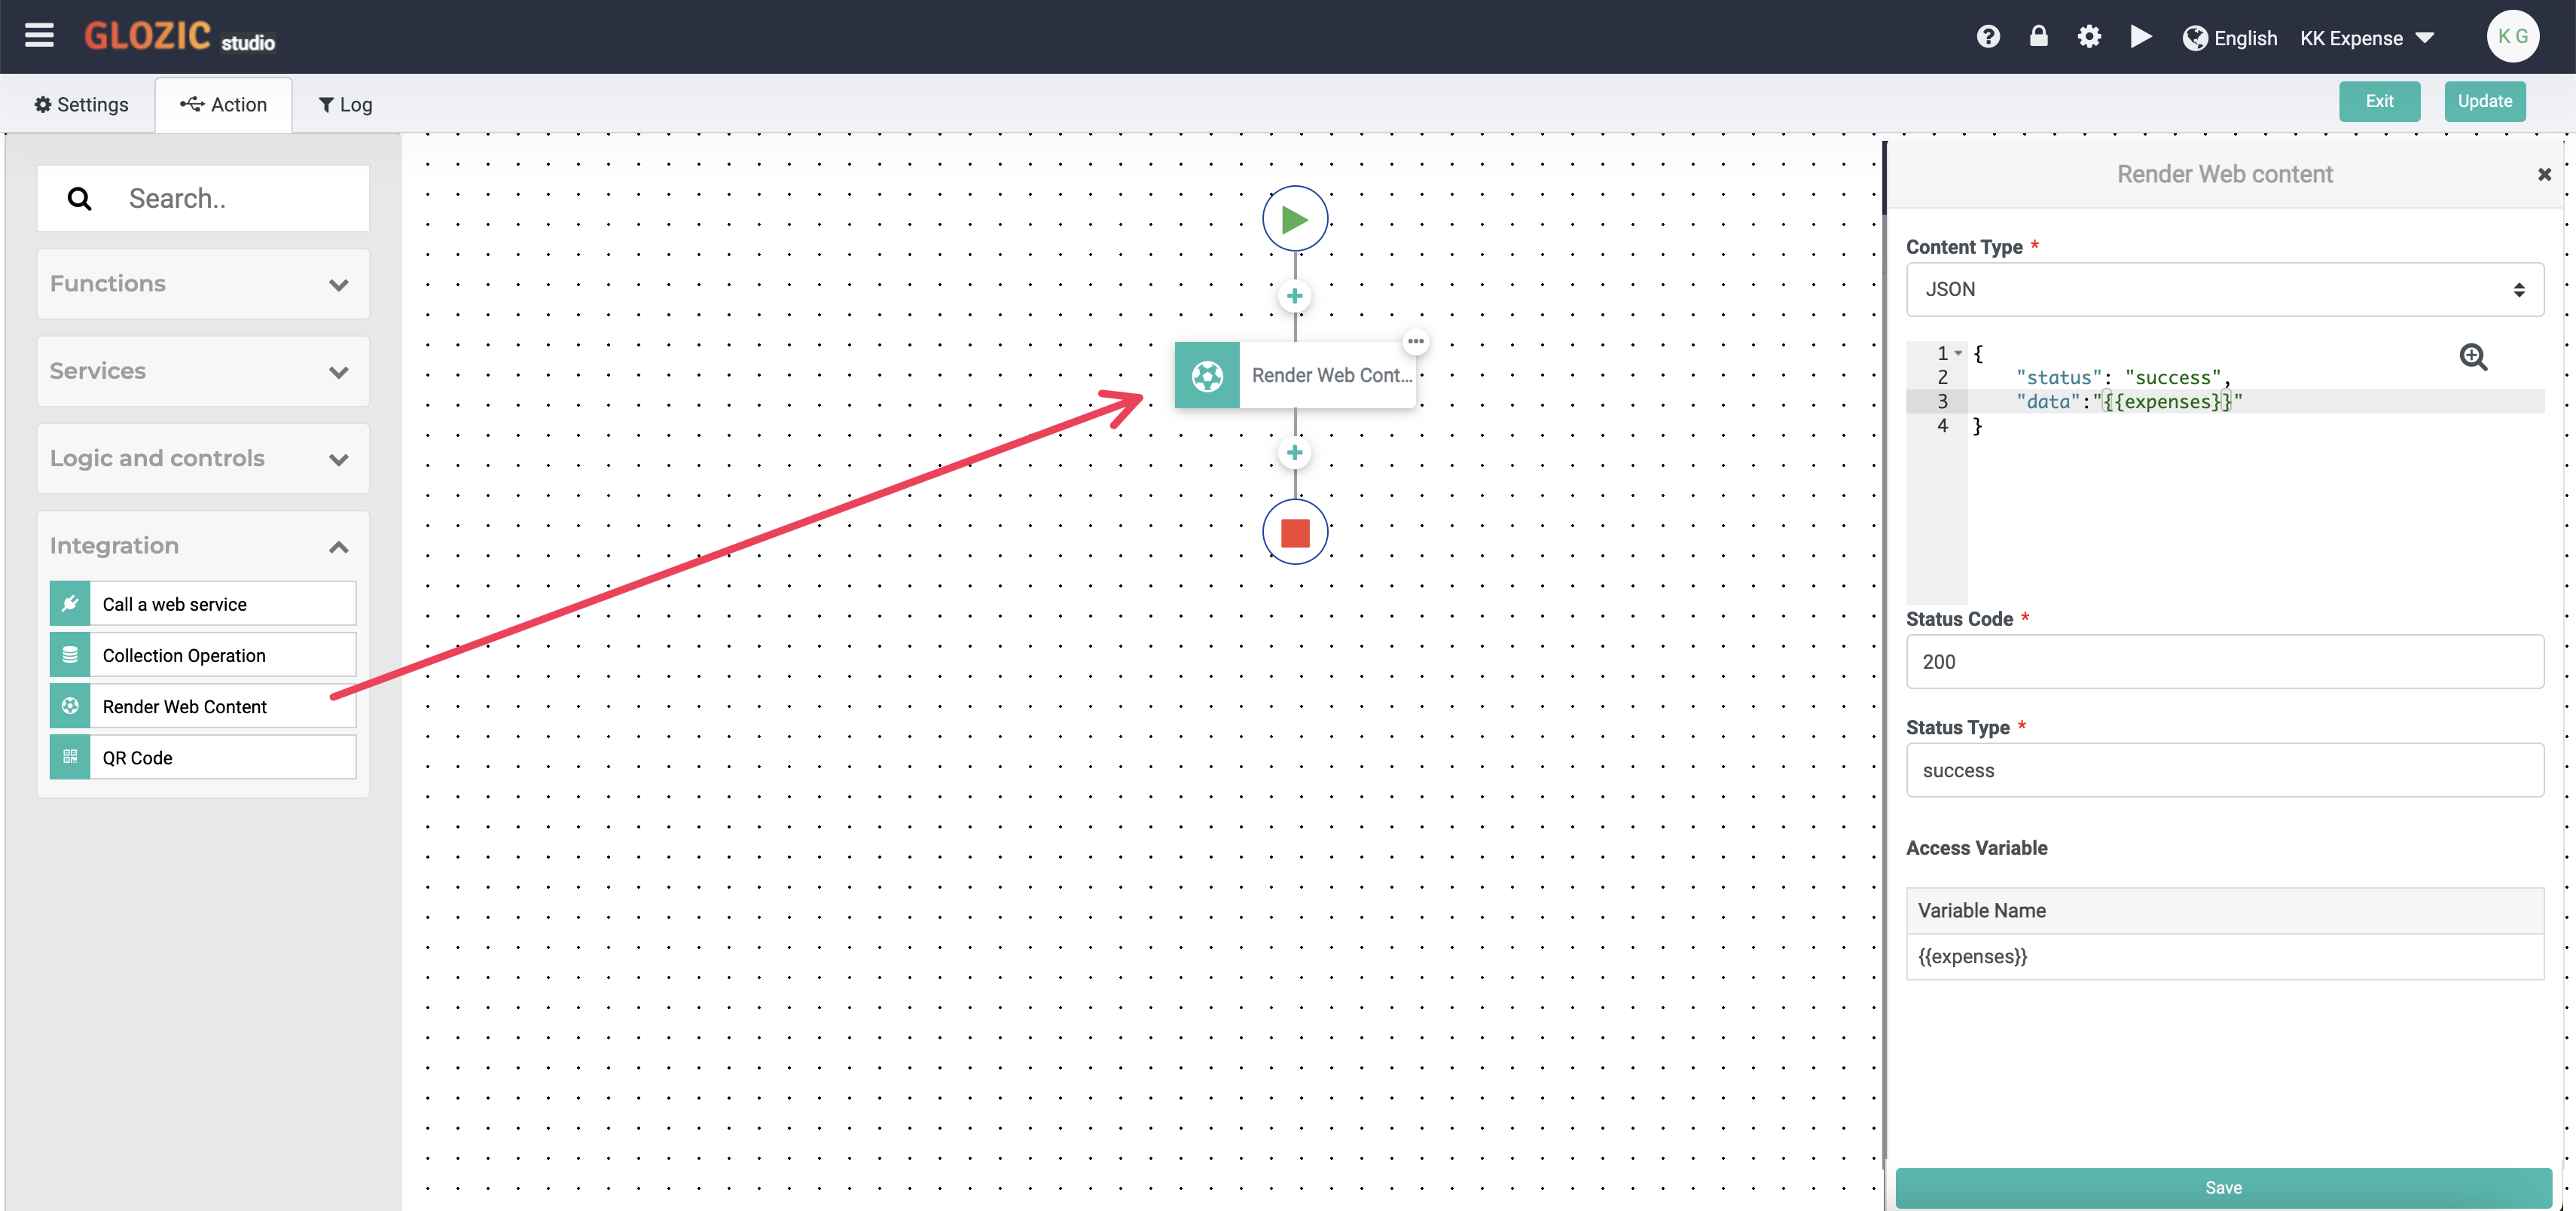 GLOZIC studio
English
KK Expense
K G
Settings
Action
Log
Exit
Update
Search..
Functions
Services
Logic and controls
Integration
Call a web service
Collection Operation
Render Web Content
QR Code
Render Web Cont...
Render Web content
Content Type *
JSON
1 {
2 "status": "success",
3 "data":"{{expenses}}"
4 }
Status Code *
200
Status Type *
success
Access Variable
Variable Name
{{expenses}}
Save